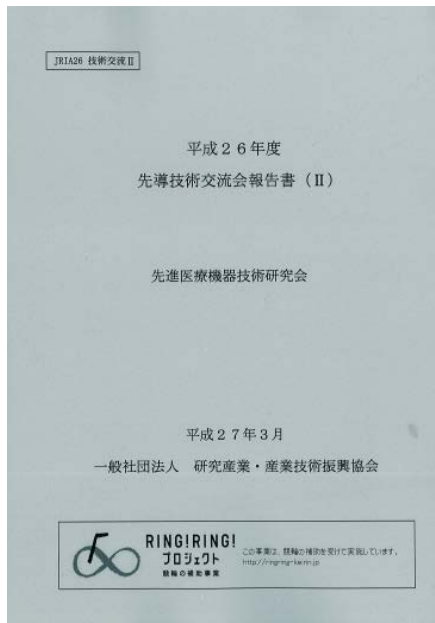 JRIA26 技術交流Ⅱ
平成２６年度
先導技術交流会報告書（Ⅱ）
先進医療機器技術研究会
平成２７年３月
一般社団法人　研究産業・産業技術振興協会
RING!RING!
プロジェクト
競輪の補助事業
この事業は、競輪の補助を受けて実施しています。
http://ringring-keirin.jp